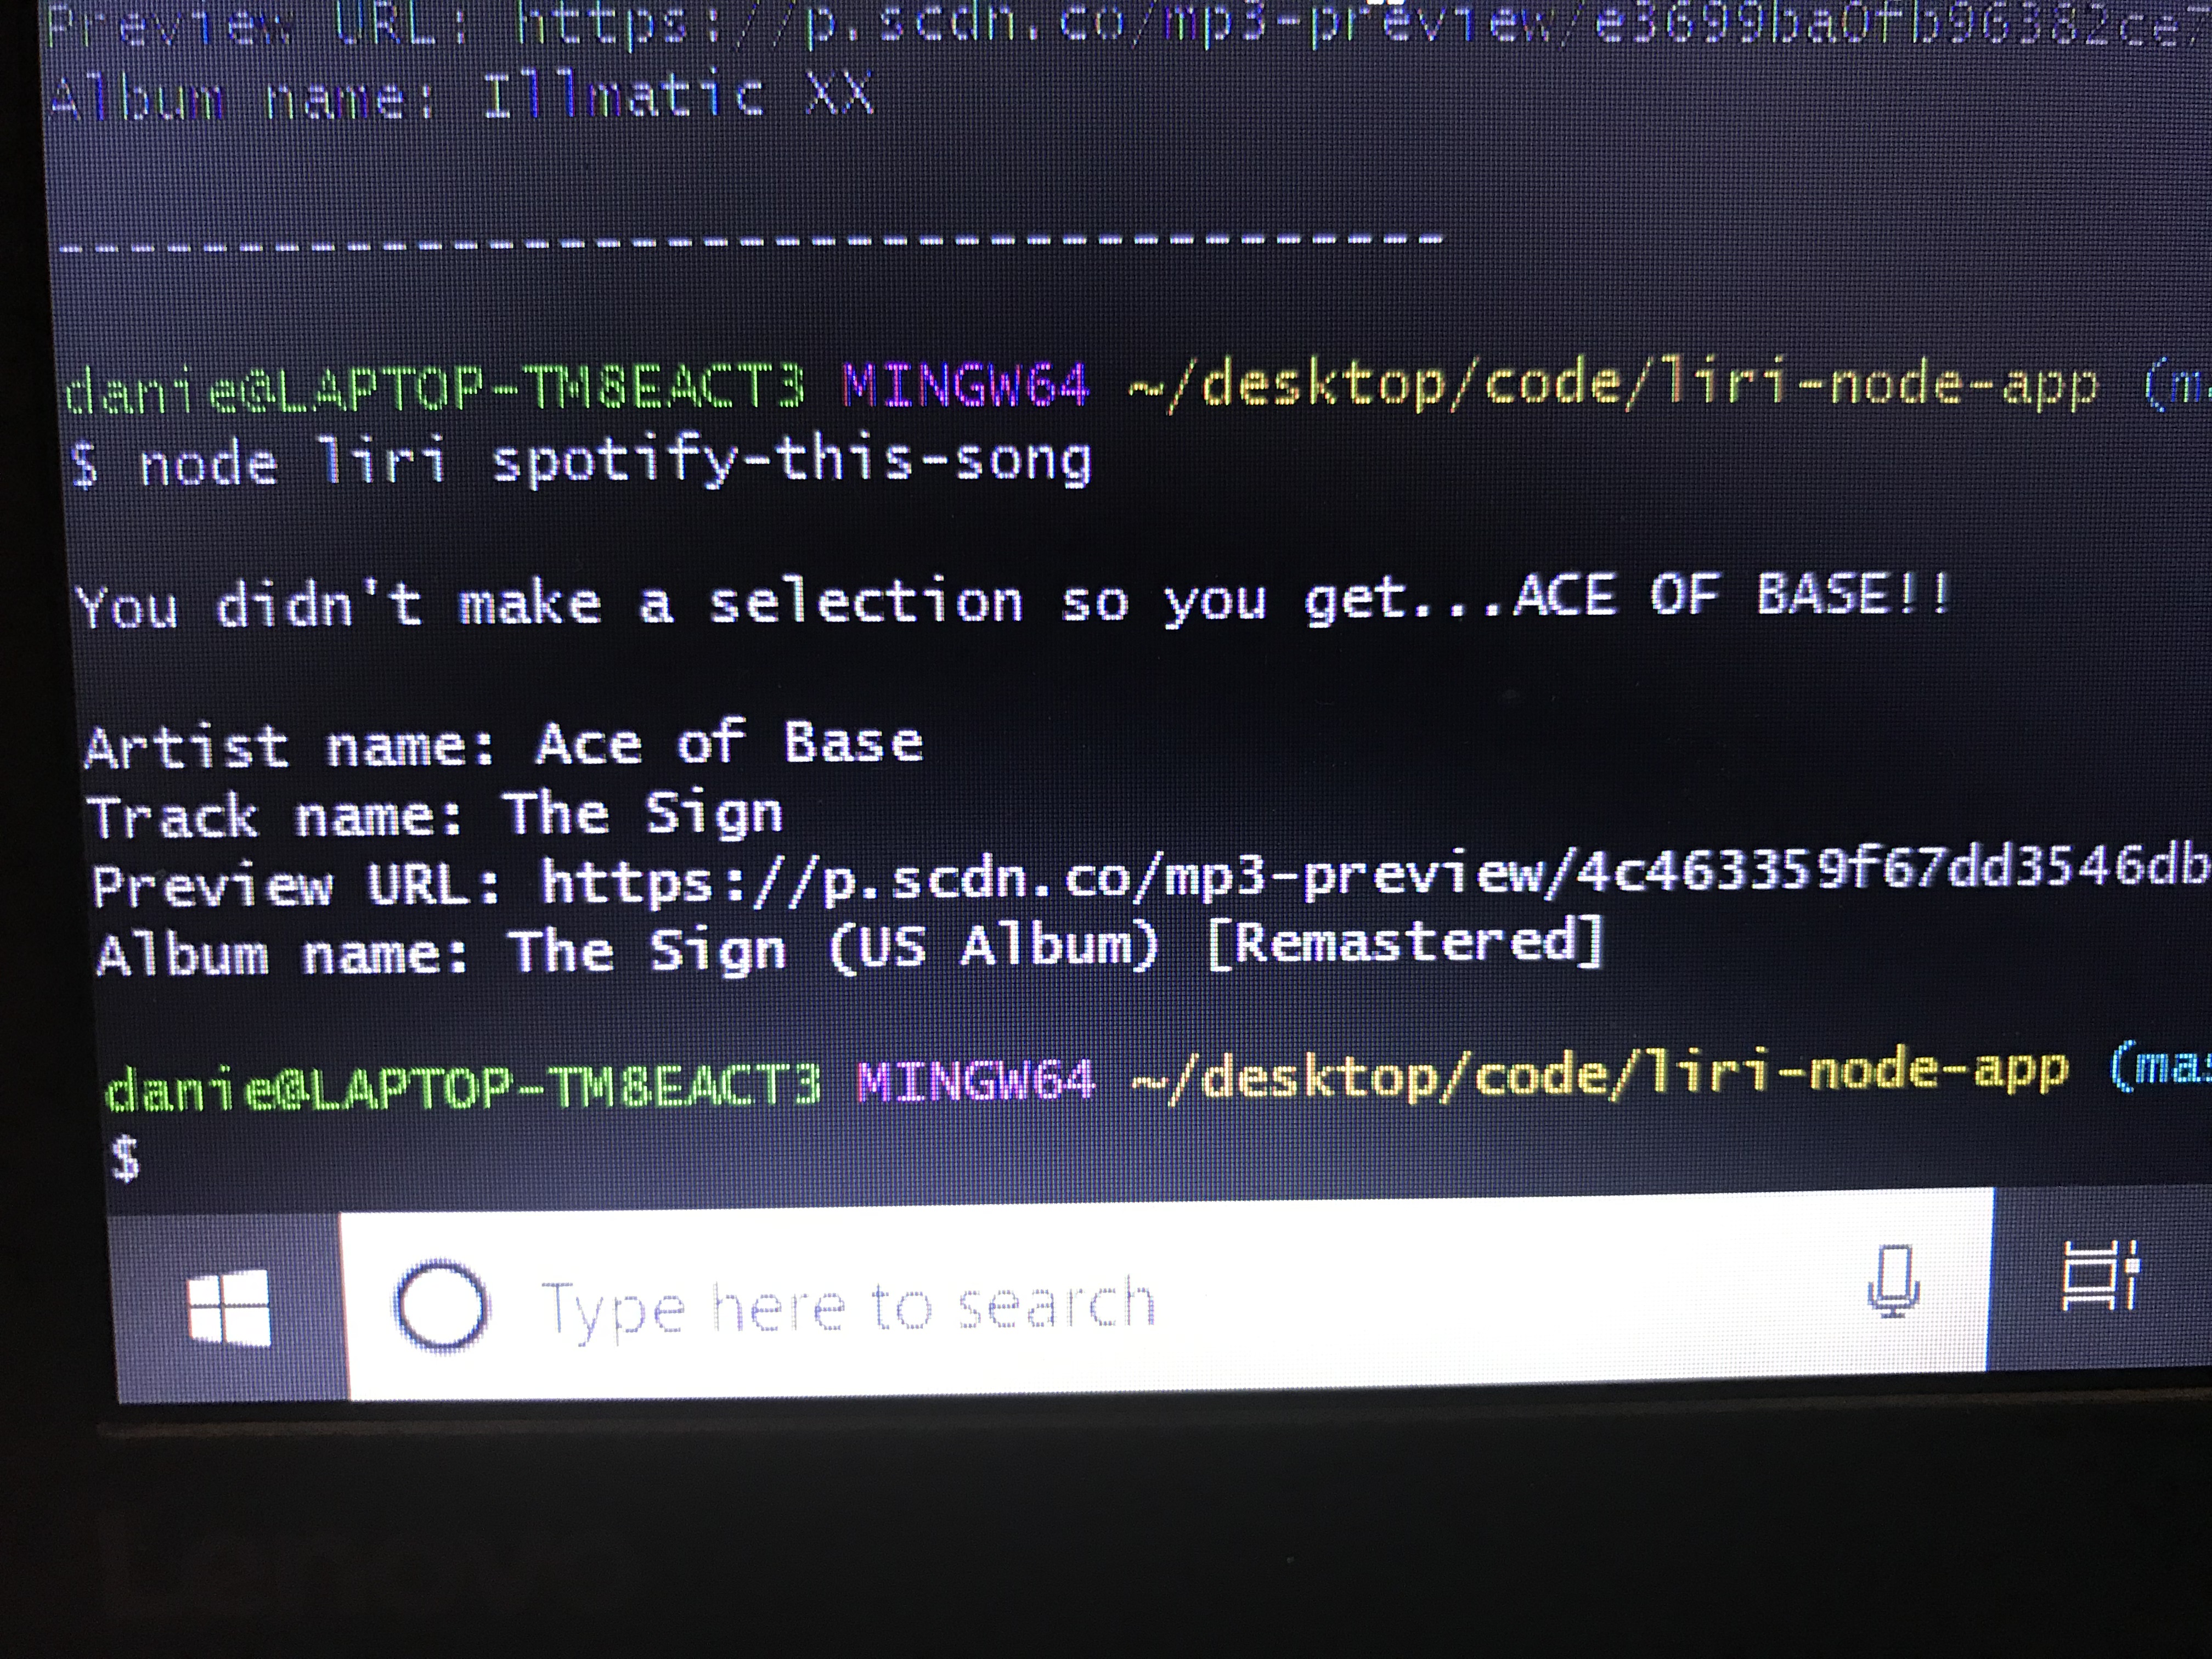 Preview URL: https://p.scdn.co/mp3-preview/e3699ba0fb96382ce7
Album name: Illmatic XX
---------------------------------------
danie@LAPTOP-TM8EACT3 MINGW64 ~/desktop/code/liri-node-app (ma
$ node liri spotify-this-song
You didn't make a selection so you get...ACE OF BASE!!
Artist name: Ace of Base
Track name: The Sign
Preview URL: https://p.scdn.co/mp3-preview/4c463359f67dd3546db
Album name: The Sign (US Album) [Remastered]
danie@LAPTOP-TM8EACT3 MINGW64 ~/desktop/code/liri-node-app (mas
$
Type here to search